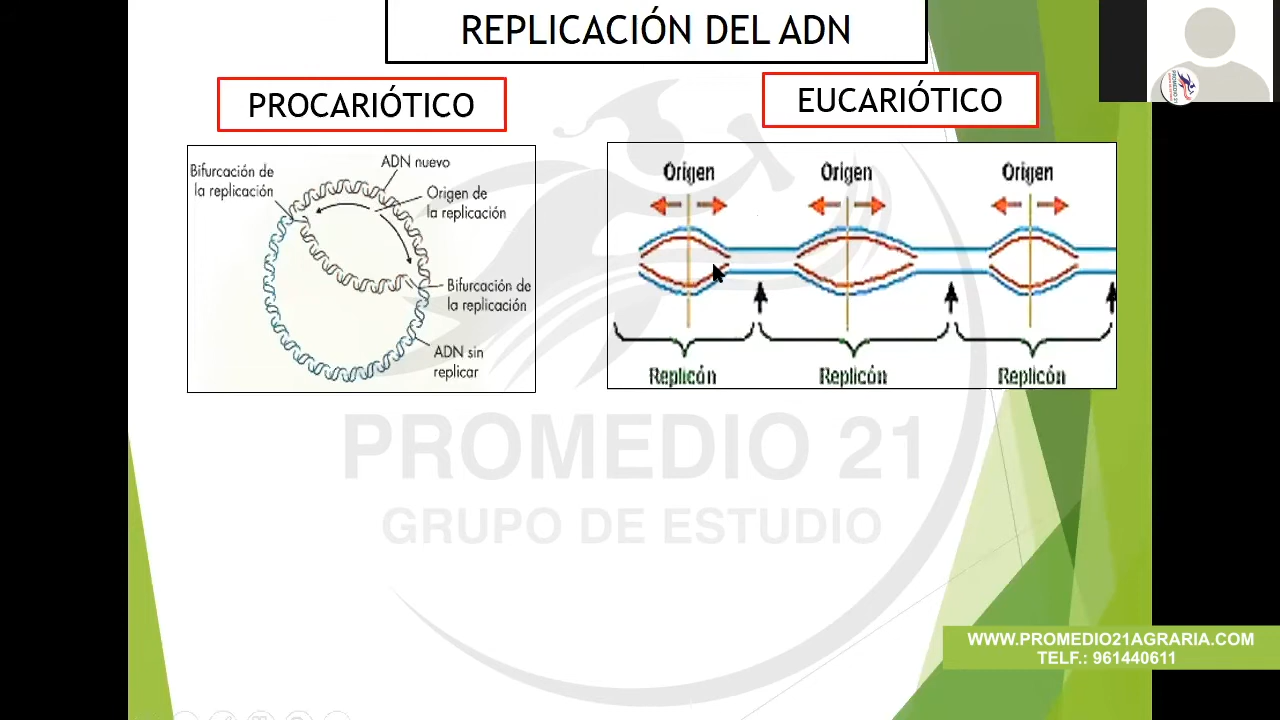 REPLICACIÓN DEL ADN
PROCARIÓTICO
EUCARIÓTICO
Bifurcación de
la replicación
ADN nuevo
Origen de
la replicación
Bifurcación de
la replicación
ADN sin
replicar
Origen
Origen
Origen
Replicón
Replicón
Replicón
PROMEDIO 21
GRUPO DE ESTUDIO
WWW.PROMEDIO21AGRARIA.COM
TELF.: 961440611